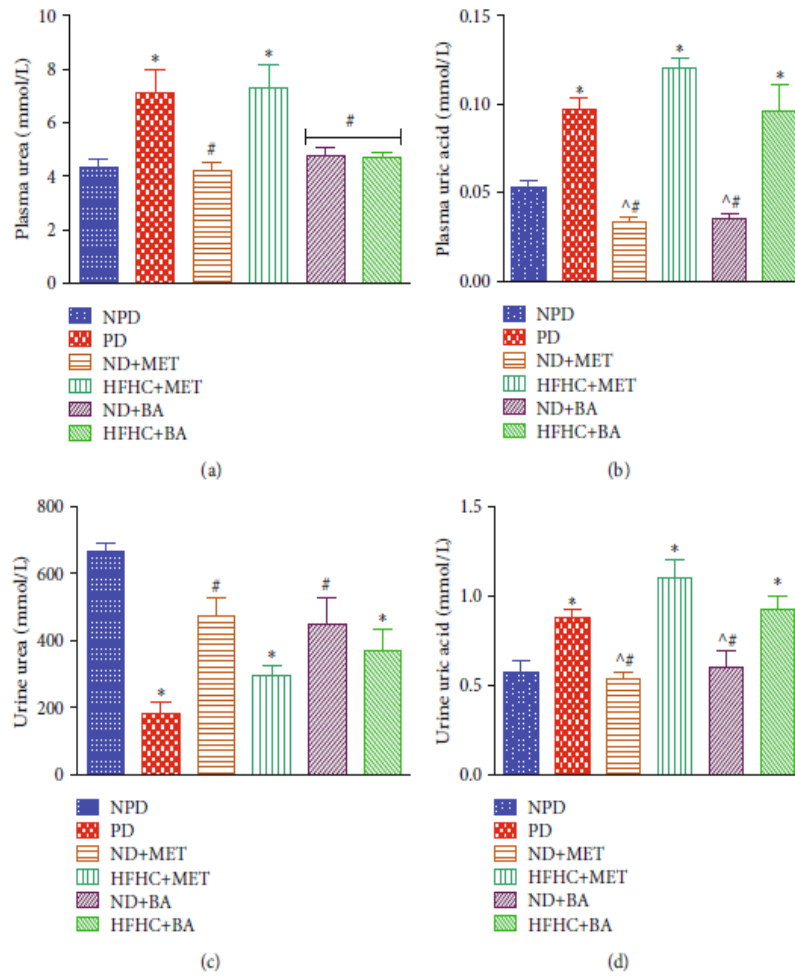 10
8
6
4
2
0
Plasma urea (mmol/L)
*
#
*
#
NPD
PD
ND+MET
HFHC+MET
ND+BA
HFHC+BA
(a)
0.15
0.10
0.05
0.00
Plasma uric acid (mmol/L)
*
^#
*
^#
*
NPD
PD
ND+MET
HFHC+MET
ND+BA
HFHC+BA
(b)
800
600
400
200
0
Urine urea (mmol/L)
*
#
*
#
*
NPD
PD
ND+MET
HFHC+MET
ND+BA
HFHC+BA
(c)
1.5
1.0
0.5
0.0
Urine uric acid (mmol/L)
*
^#
*
^#
*
NPD
PD
ND+MET
HFHC+MET
ND+BA
HFHC+BA
(d)